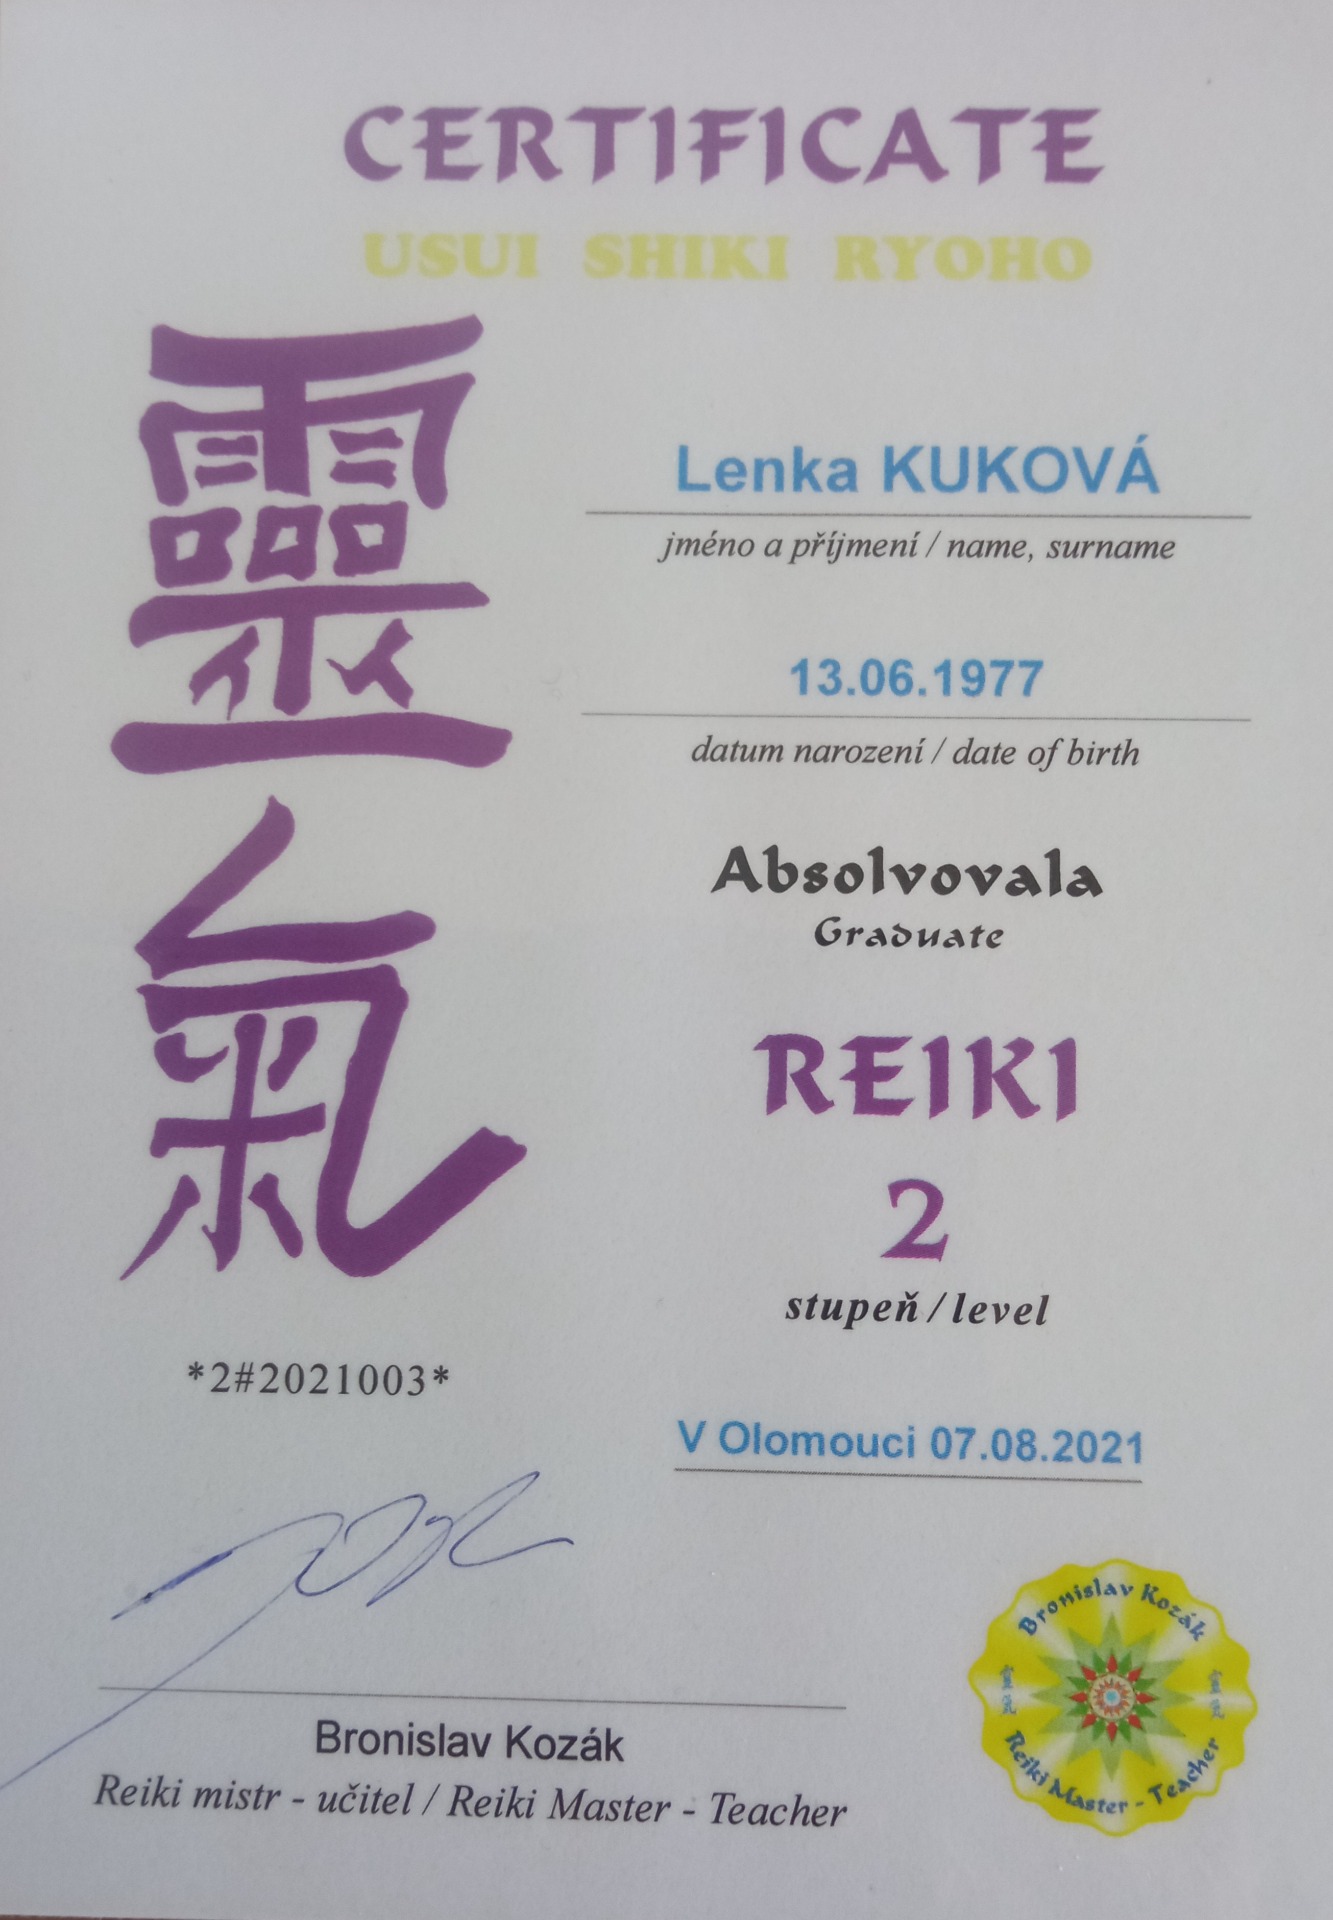 CERTIFICATE
USUI SHIKI RYOHO
靈
氣
Lenka KUKOVÁ
jméno a příjmení / name, surname
13.06.1977
datum narození / date of birth
Absolvovala
Graduate
REIKI
2
stupeň / level
*2#2021003*
V Olomouci 07.08.2021
Bronislav Kozák
Reiki mistr - učitel / Reiki Master - Teacher
Bronislav Kozák
Reiki Master - Teacher